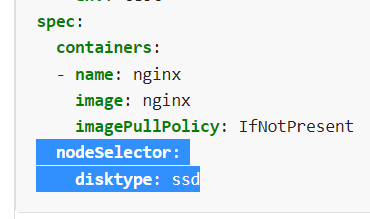 spec:
  containers:
  - name: nginx
    image: nginx
    imagePullPolicy: IfNotPresent
  nodeSelector:
    disktype: ssd